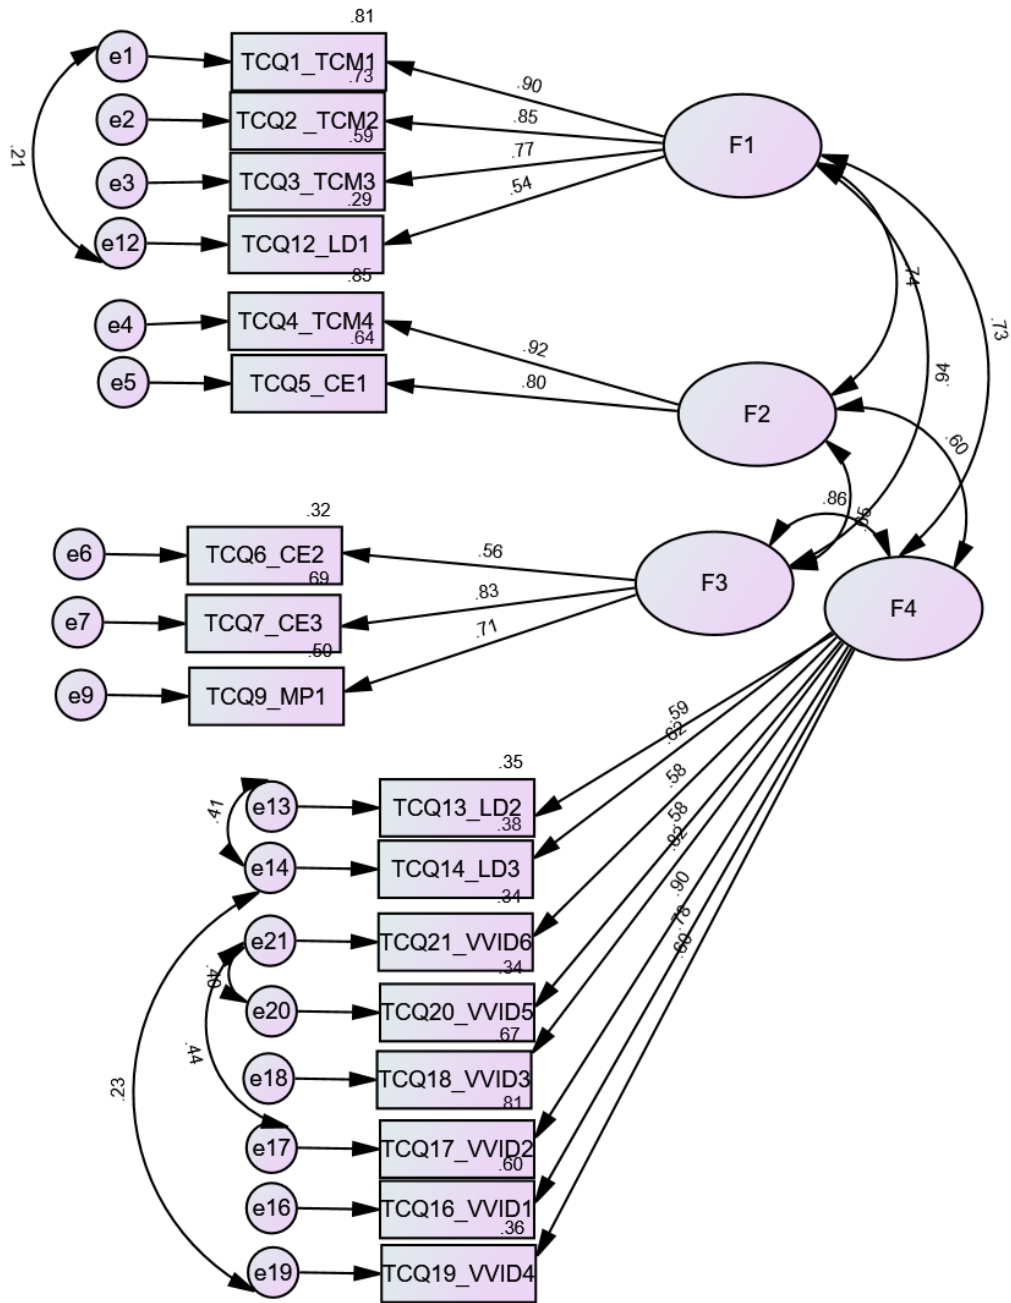 .81
e1
TCQ1_TCM1
.73
.90
e2
TCQ2 _TCM2
.59
.85
F1
.21
e3
TCQ3_TCM3
.29
.77
.54
e12
TCQ12_LD1
.85
.74
.73
e4
TCQ4_TCM4
.64
.92
.94
e5
TCQ5_CE1
.80
F2
.60
.32
.86
e6
TCQ6_CE2
.69
.56
F3
e7
TCQ7_CE3
.50
.83
F4
.71
e9
TCQ9_MP1
.59
.62
.35
.58
.41
e13
TCQ13_LD2
.38
.58
.82
e14
TCQ14_LD3
.34
.90
e21
TCQ21_VVID6
.34
.78
.60
.40
e20
TCQ20_VVID5
.67
.44
e18
TCQ18_VVID3
.81
.23
e17
TCQ17_VVID2
.60
e16
TCQ16_VVID1
.36
e19
TCQ19_VVID4